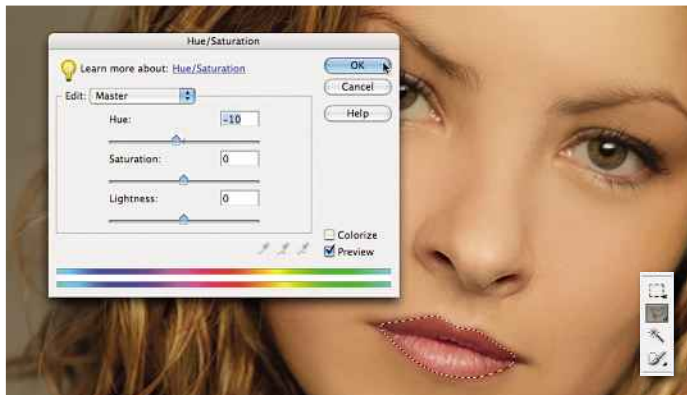 Hue/Saturation
Learn more about: Hue/Saturation
OK
Cancel
Help
Edit: Master
Hue: -10
Saturation: 0
Lightness: 0
Colorize
Preview